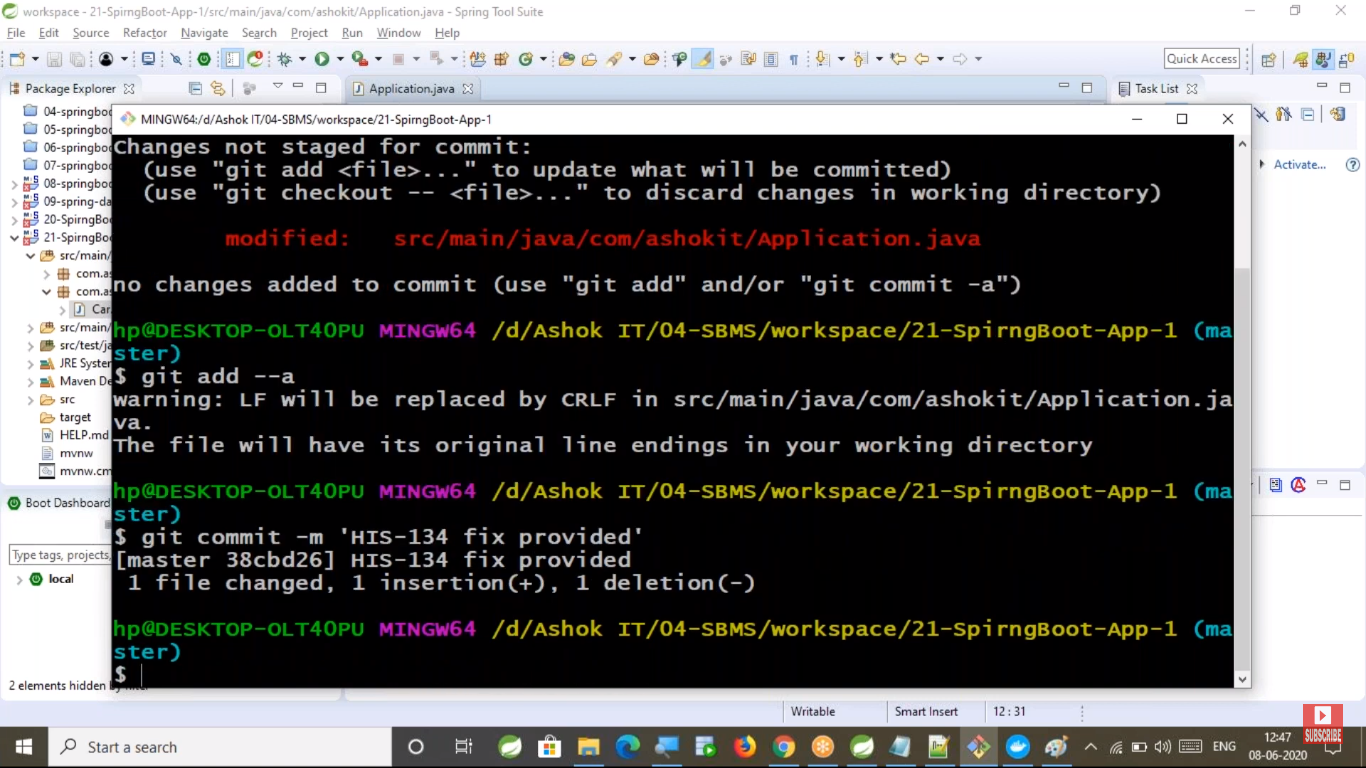 workspace - 21-SpirngBoot-App-1/src/main/java/com/ashokit/Application.java - Spring Tool Suite
File Edit Source Refactor Navigate Search Project Run Window Help
Quick Access
Package Explorer
Application.java
Task List
04-springboo
05-springboo
06-springboo
07-springboo
08-springboo
09-spring-da
20-SpirngBoo
21-SpirngBoo
src/main/
com.as
com.as
Car
src/main/
src/test/ja
JRE System
Maven De
src
target
HELP.md
mvnw
mvnw.cm
Activate...
MINGW64:/d/Ashok IT/04-SBMS/workspace/21-SpirngBoot-App-1
Changes not staged for commit:
(use "git add <file>..." to update what will be committed)
(use "git checkout -- <file>..." to discard changes in working directory)
modified: src/main/java/com/ashokit/Application.java
no changes added to commit (use "git add" and/or "git commit -a")
hp@DESKTOP-OLT40PU MINGW64 /d/Ashok IT/04-SBMS/workspace/21-SpirngBoot-App-1 (ma
ster)
$ git add --a
warning: LF will be replaced by CRLF in src/main/java/com/ashokit/Application.ja
va.
The file will have its original line endings in your working directory
hp@DESKTOP-OLT40PU MINGW64 /d/Ashok IT/04-SBMS/workspace/21-SpirngBoot-App-1 (ma
ster)
$ git commit -m 'HIS-134 fix provided'
[master 38cbd26] HIS-134 fix provided
1 file changed, 1 insertion(+), 1 deletion(-)
hp@DESKTOP-OLT40PU MINGW64 /d/Ashok IT/04-SBMS/workspace/21-SpirngBoot-App-1 (ma
ster)
$
Boot Dashboard
Type tags, projects,
local
2 elements hidden by filter
Writable Smart Insert 12 : 31
SUBSCRIBE
Start a search
ENG
12:47
08-06-2020